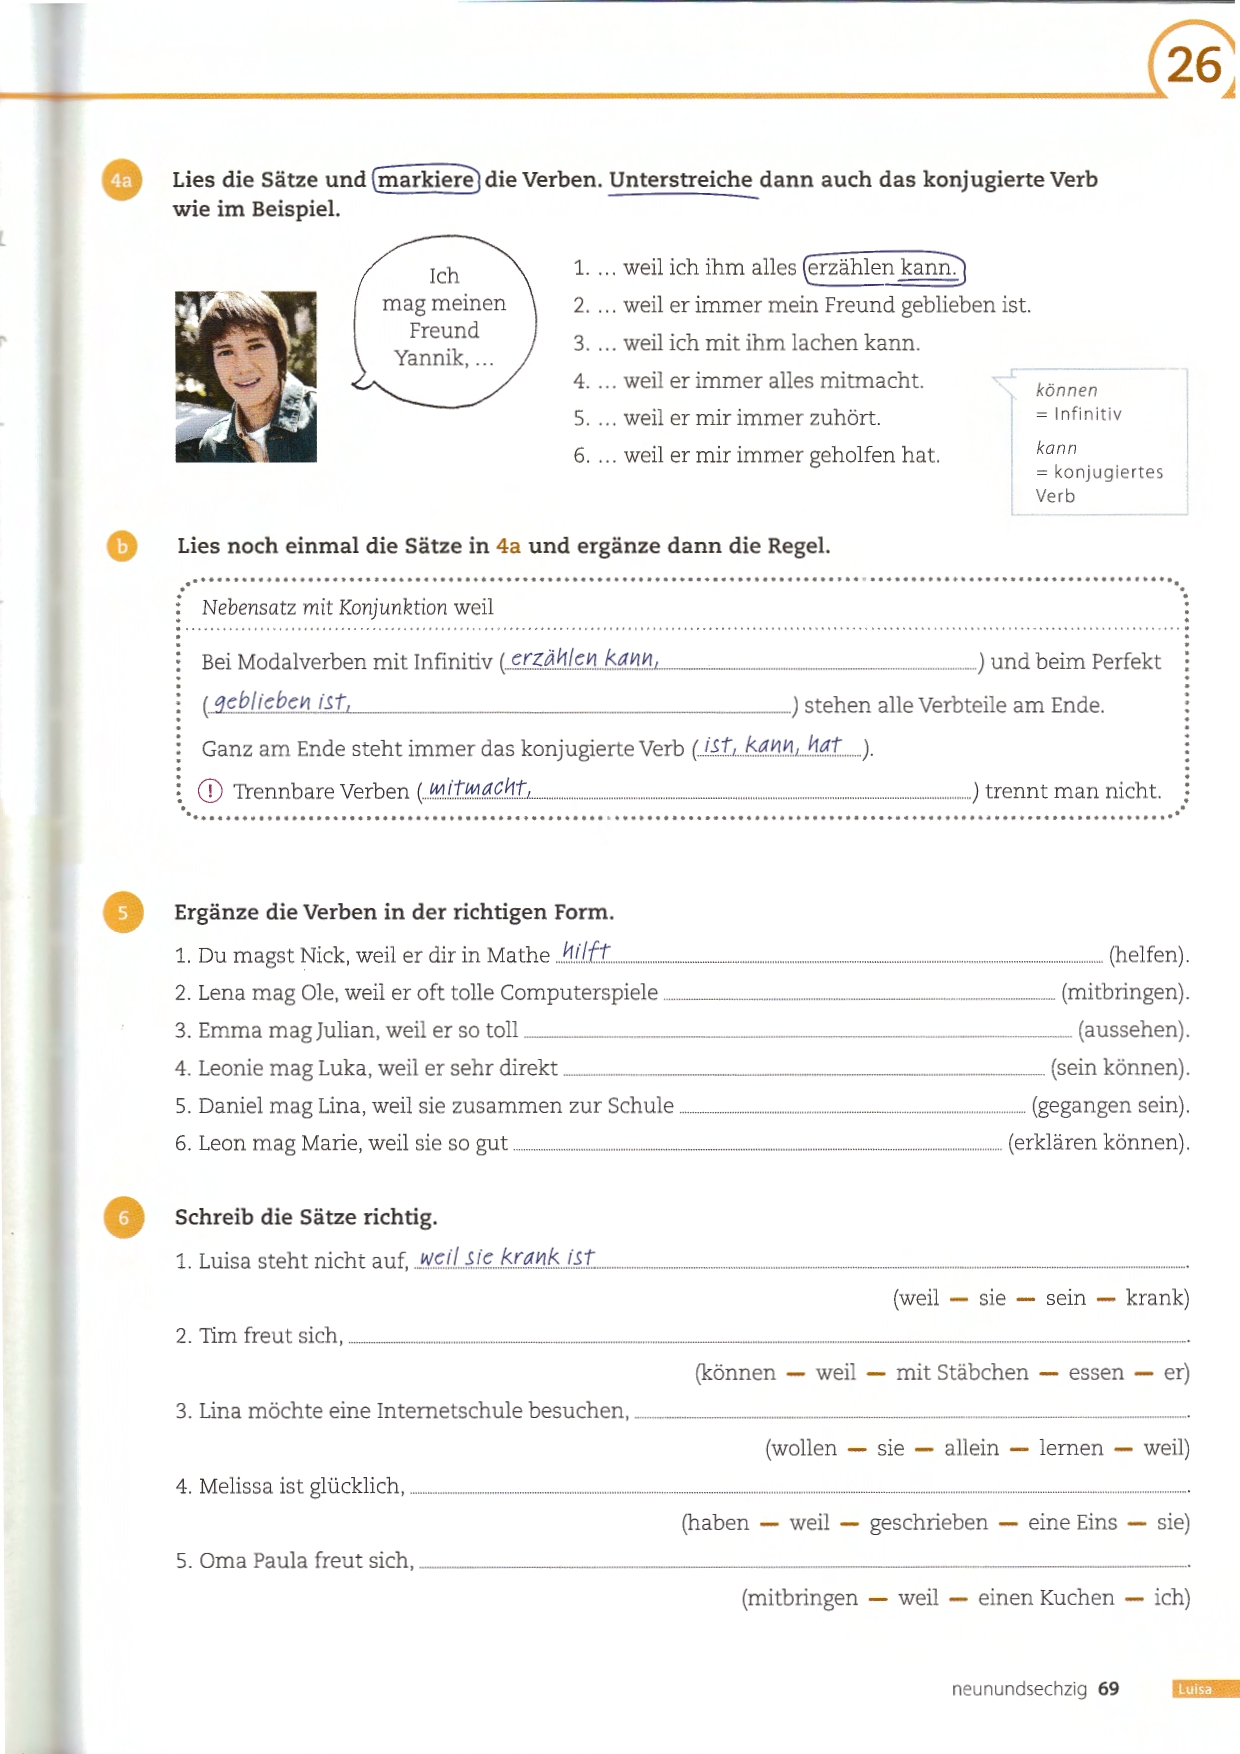 26
4a Lies die Sätze und markiere die Verben. Unterstreiche dann auch das konjugierte Verb
wie im Beispiel.
Ich
mag meinen
Freund
Yannik, ...
1. ... weil ich ihm alles erzählen kann.
2. ... weil er immer mein Freund geblieben ist.
3. ... weil ich mit ihm lachen kann.
4. ... weil er immer alles mitmacht.
5. ... weil er mir immer zuhört.
6. ... weil er mir immer geholfen hat.
können
= Infinitiv
kann
= konjugiertes
Verb
b Lies noch einmal die Sätze in 4a und ergänze dann die Regel.
Nebensatz mit Konjunktion weil
Bei Modalverben mit Infinitiv ( erzählen kann, ) und beim Perfekt
( geblieben ist, ) stehen alle Verbteile am Ende.
Ganz am Ende steht immer das konjugierte Verb ( ist, kann, hat ).
! Trennbare Verben ( mitmacht, ) trennt man nicht.
5 Ergänze die Verben in der richtigen Form.
1. Du magst Nick, weil er dir in Mathe hilft (helfen).
2. Lena mag Ole, weil er oft tolle Computerspiele (mitbringen).
3. Emma mag Julian, weil er so toll (aussehen).
4. Leonie mag Luka, weil er sehr direkt (sein können).
5. Daniel mag Lina, weil sie zusammen zur Schule (gegangen sein).
6. Leon mag Marie, weil sie so gut (erklären können).
6 Schreib die Sätze richtig.
1. Luisa steht nicht auf, weil sie krank ist .
(weil – sie – sein – krank)
2. Tim freut sich, .
(können – weil – mit Stäbchen – essen – er)
3. Lina möchte eine Internetschule besuchen, .
(wollen – sie – allein – lernen – weil)
4. Melissa ist glücklich, .
(haben – weil – geschrieben – eine Eins – sie)
5. Oma Paula freut sich, .
(mitbringen – weil – einen Kuchen – ich)
neunundsechzig 69 Luisa